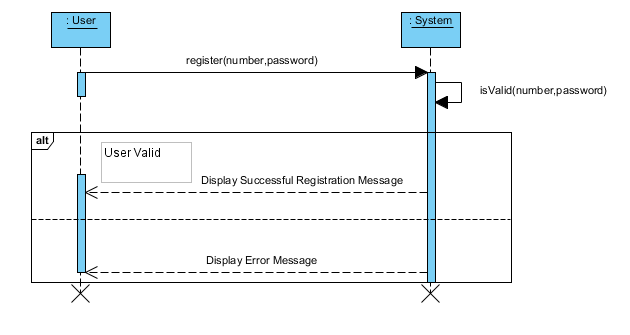 : User
: System
register(number,password)
isValid(number,password)
alt
User Valid
Display Successful Registration Message
Display Error Message